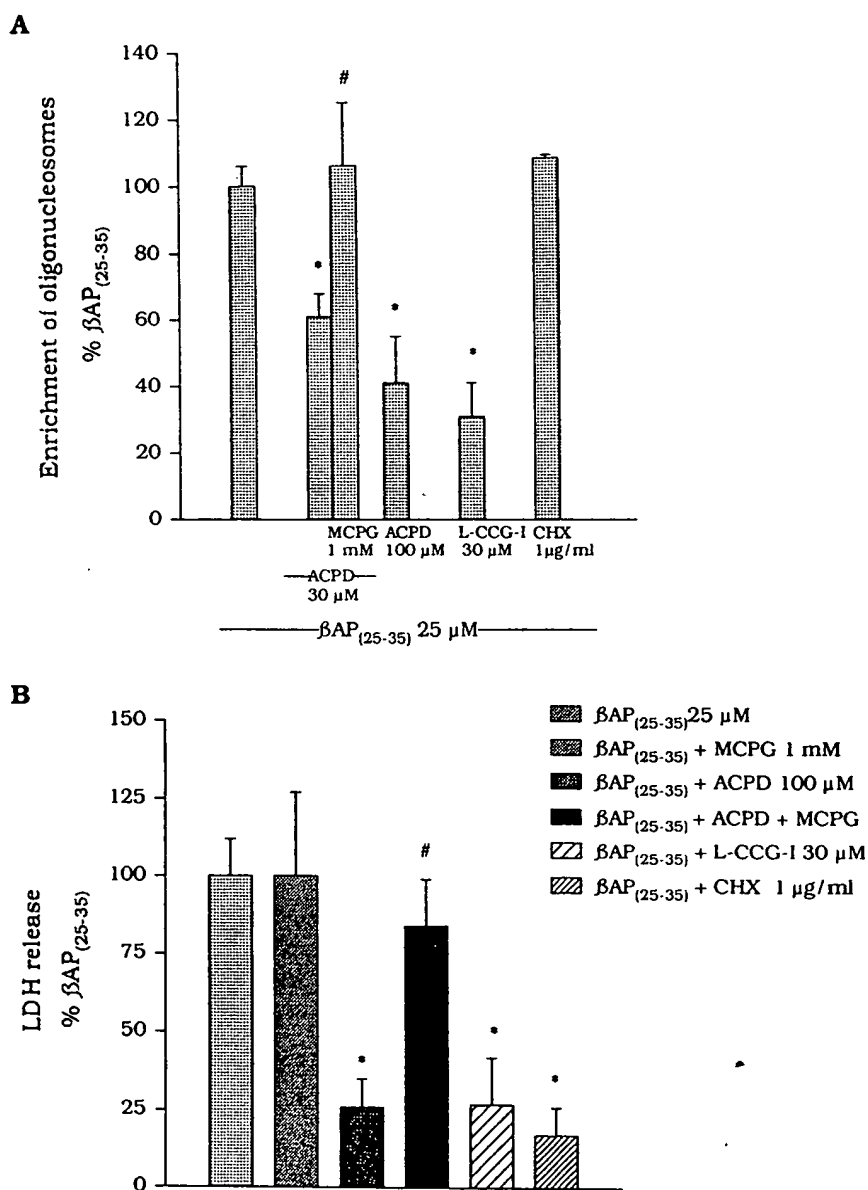 A
Enrichment of oligonucleosomes
% βAP(25-35)
140
120
100
80
60
40
20
0
#
*
*
*
MCPG
1 mM
ACPD
100 µM
L-CCG-I
30 µM
CHX
1µg/ml
ACPD
30 µM
βAP(25-35) 25 µM
B
LDH release
% βAP(25-35)
150
125
100
75
50
25
0
#
*
*
*
βAP(25-35) 25 µM
βAP(25-35) + MCPG 1 mM
βAP(25-35) + ACPD 100 µM
βAP(25-35) + ACPD + MCPG
βAP(25-35) + L-CCG-I 30 µM
βAP(25-35) + CHX 1 µg/ml